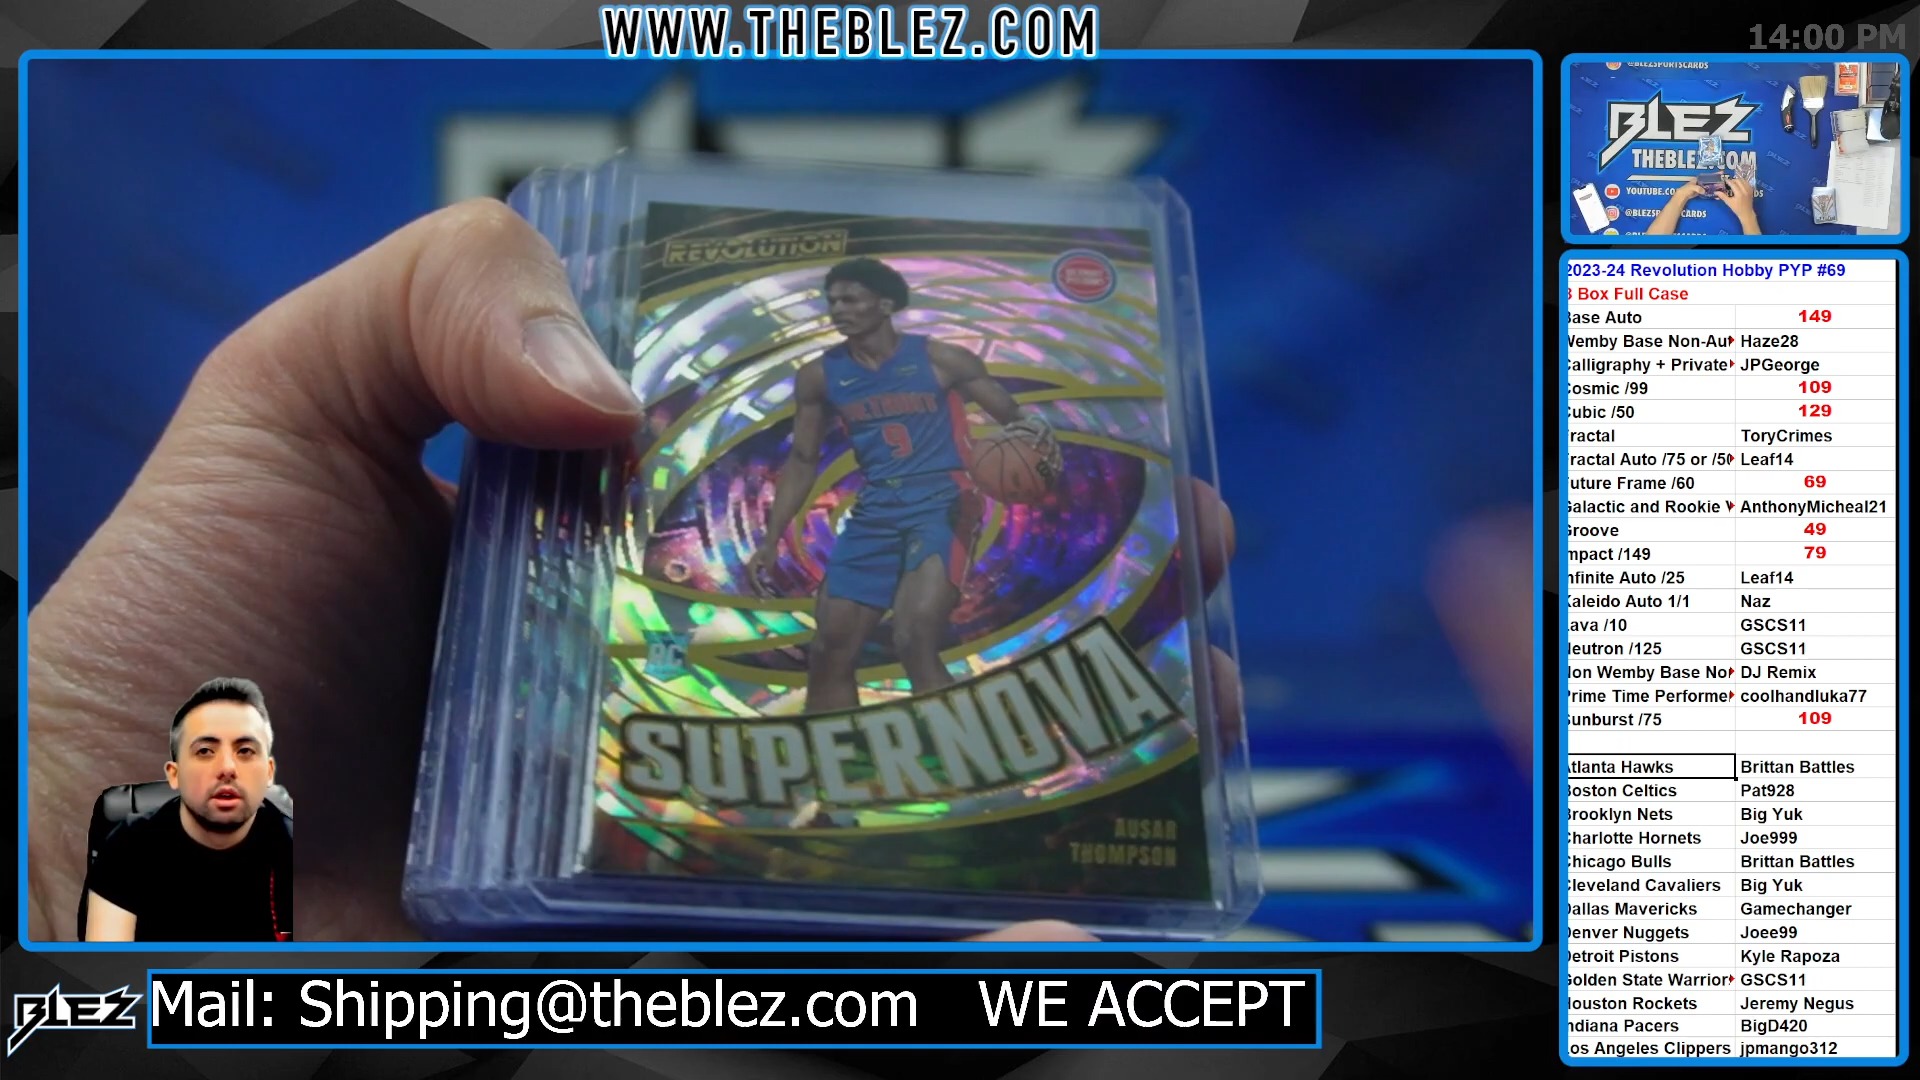 WWW.THEBLEZ.COM
14:00 PM
REVOLUTION
DETROIT
9
RC
SUPERNOVA
AUSAR
THOMPSON
@BLEZSPORTSCARDS
BLEZ
THEBLEZ.COM
YOUTUBE.CO
2023-24 Revolution Hobby PYP #69
Box Full Case
Base Auto 149
Wemby Base Non-Aut Haze28
Calligraphy + Private JPGeorge
Cosmic /99 109
Cubic /50 129
Fractal ToryCrimes
Fractal Auto /75 or /50 Leaf14
Future Frame /60 69
Galactic and Rookie AnthonyMicheal21
Groove 49
Impact /149 79
Infinite Auto /25 Leaf14
Kaleido Auto 1/1 Naz
Lava /10 GSCS11
Neutron /125 GSCS11
Non Wemby Base No DJ Remix
Prime Time Performe coolhandluka77
Sunburst /75 109
Atlanta Hawks Brittan Battles
Boston Celtics Pat928
Brooklyn Nets Big Yuk
Charlotte Hornets Joe999
Chicago Bulls Brittan Battles
Cleveland Cavaliers Big Yuk
Dallas Mavericks Gamechanger
Denver Nuggets Joee99
Detroit Pistons Kyle Rapoza
Golden State Warrior GSCS11
Houston Rockets Jeremy Negus
Indiana Pacers BigD420
Los Angeles Clippers jpmango312
BLEZ
Mail: Shipping@theblez.com WE ACCEPT